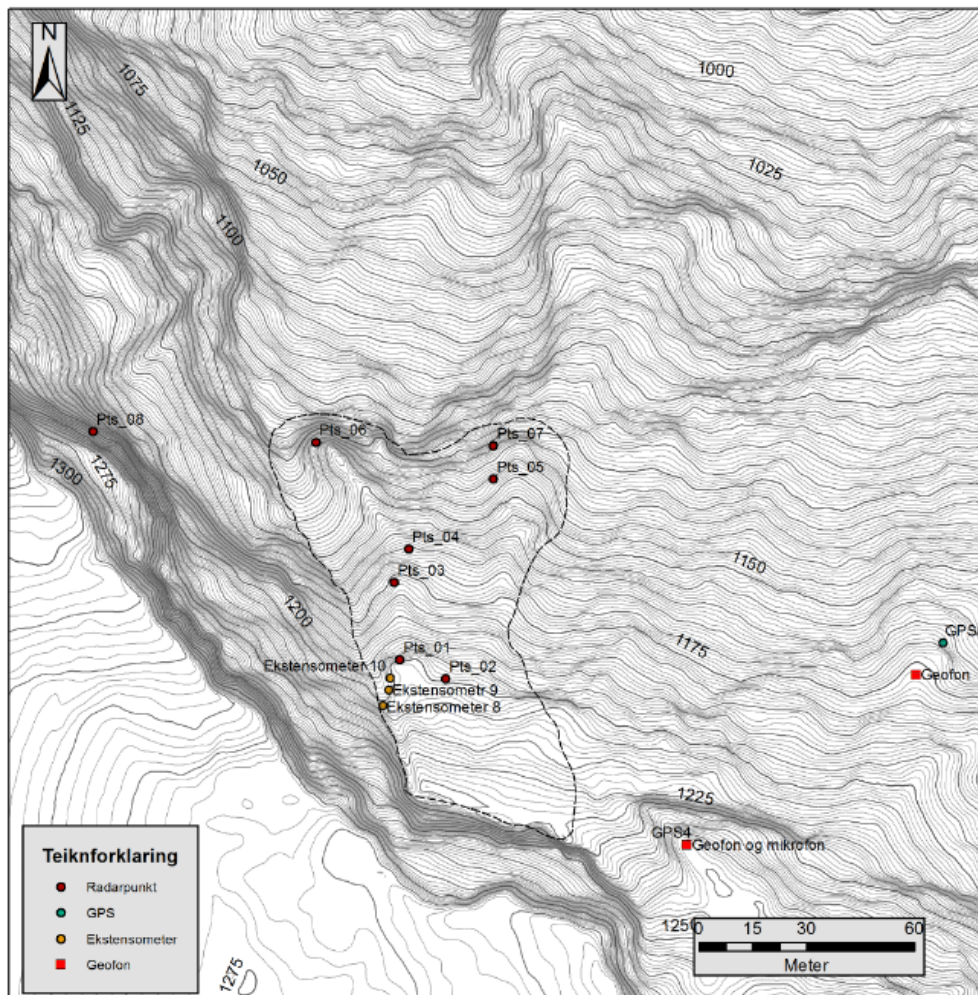 N
1000
1075
1125
1025
1050
1100
Pts_08
Pts_06
Pts_07
1275
1300
Pts_05
Pts_04
1150
Pts_03
1200
GPS
1175
Pts_01
Ekstensometer 10
Pts_02
Geofon
Ekstensometr 9
Ekstensometer 8
1225
GPS4
Geofon og mikrofon
1250
1275
Teiknforklaring
Radarpunkt
GPS
Ekstensometer
Geofon
0 15 30 60
Meter